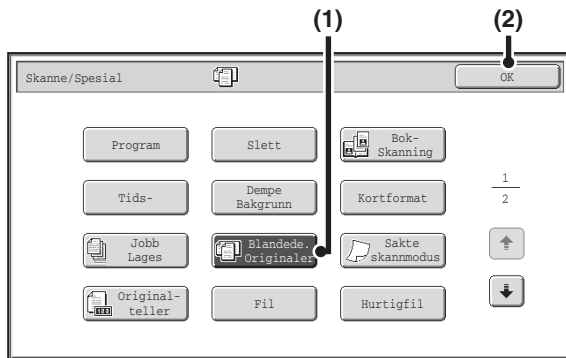 (1) (2)
Skanne/Spesial OK
Program Slett Bok-
Skanning
Tids- Dempe
Bakgrunn Kortformat
1
2
Jobb
Lages Blandede.
Originaler Sakte
skannmodus
Original-
teller Fil Hurtigfil